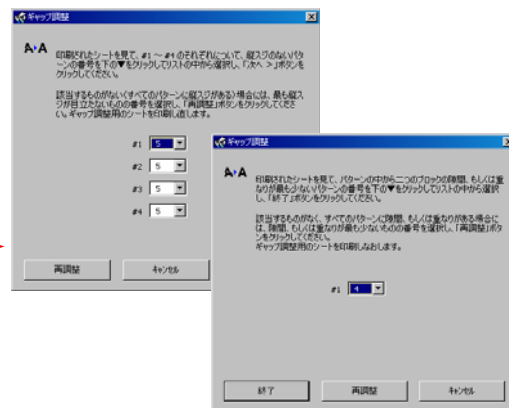 ギャップ調整
A▸A
印刷されたシートを見て、#1 ~ #4 のそれぞれについて、縦スジのないパタ
ーンの番号を下の▼をクリックしてリストの中から選択し、「次へ >」ボタンを
クリックしてください。
該当するものがない(すべてのパターンに縦スジがある)場合には、最も縦ス
ジが目立たないものの番号を選択し、「再調整」ボタンをクリックしてくださ
い。ギャップ調整用のシートを印刷し直します。
#1 5
#2 5
#3 5
#4 5
再調整 キャンセル
ギャップ調整
A▸A
印刷されたシートを見て、パターンの中から二つのブロックの隙間、もしくは重
なりが最も少ないパターンの番号を下の▼をクリックしてリストの中から選択
し、「終了」ボタンをクリックしてください。
該当するものがなく、すべてのパターンに隙間、もしくは重なりがある場合に
は、隙間、もしくは重なりが最も少ないものの番号を選択し、「再調整」ボタ
ンをクリックしてください。
ギャップ調整用のシートを印刷しなおします。
#1 4
終了 再調整 キャンセル